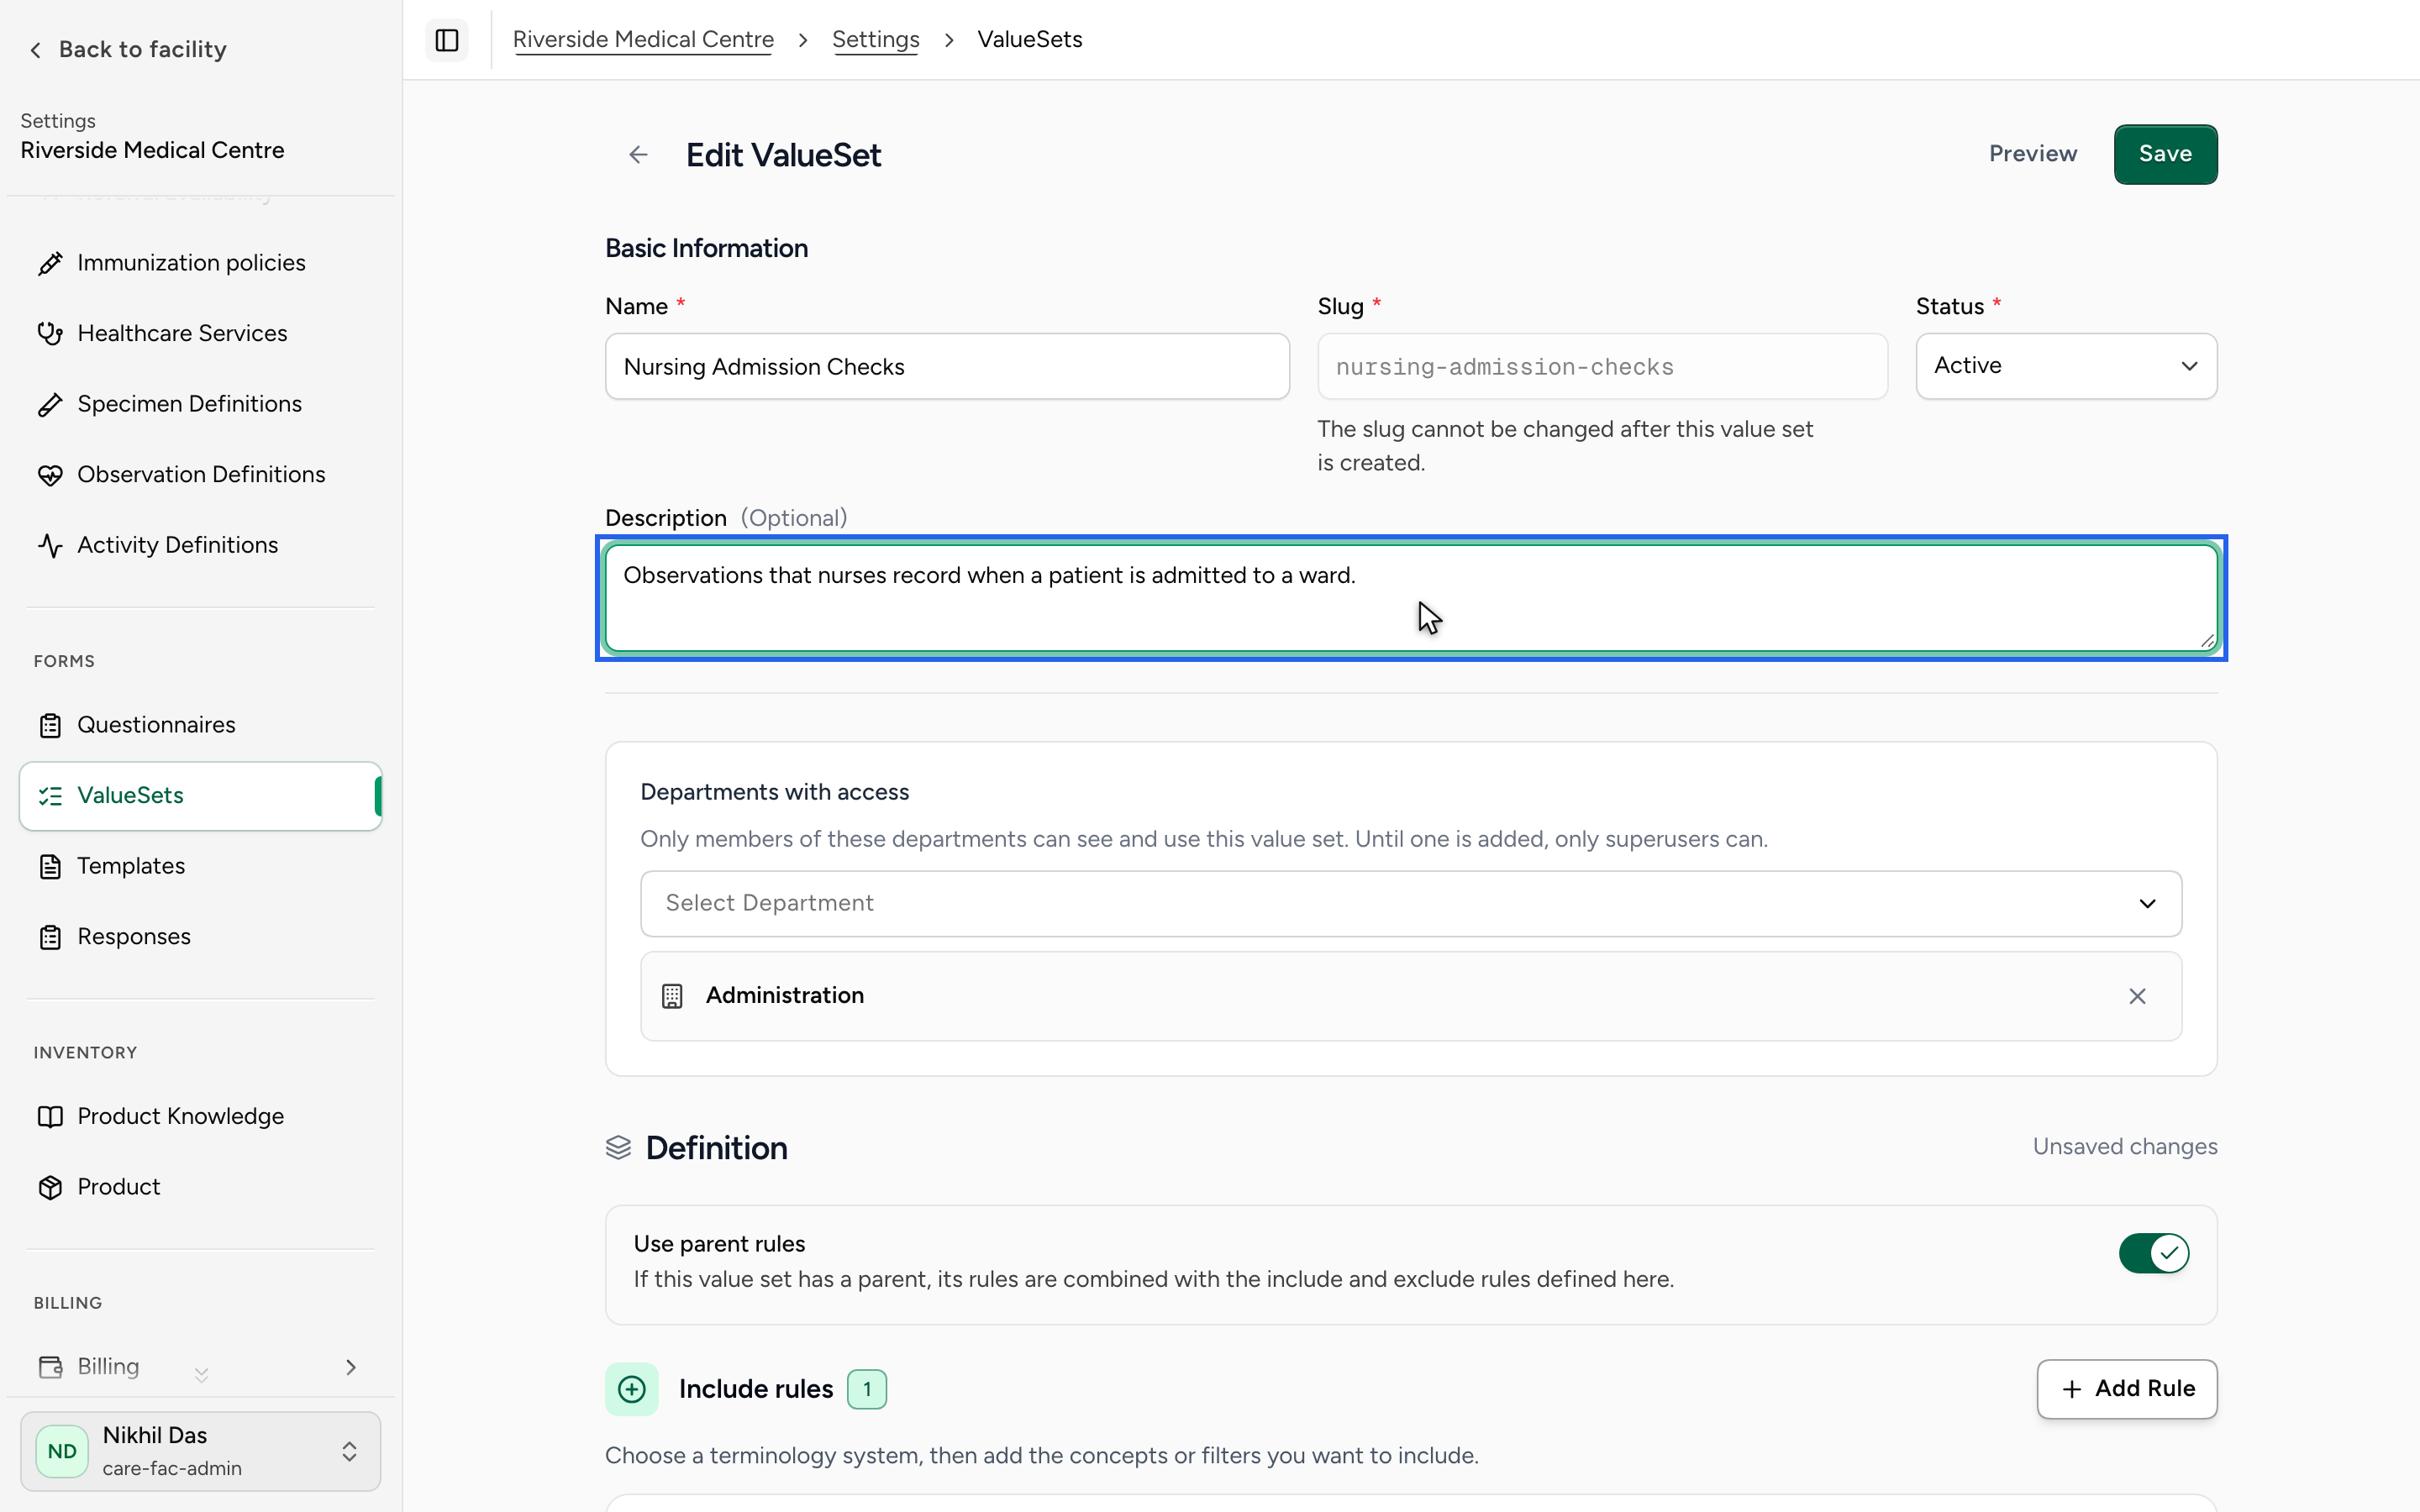 Back to facility
Settings
Riverside Medical Centre
Immunization policies
Healthcare Services
Specimen Definitions
Observation Definitions
Activity Definitions
FORMS
Questionnaires
ValueSets
Templates
Responses
INVENTORY
Product Knowledge
Product
BILLING
Billing
ND
Nikhil Das
care-fac-admin
Riverside Medical Centre > Settings > ValueSets
Edit ValueSet
Preview
Save
Basic Information
Name *
Nursing Admission Checks
Slug *
nursing-admission-checks
The slug cannot be changed after this value set
is created.
Status *
Active
Description (Optional)
Observations that nurses record when a patient is admitted to a ward.
Departments with access
Only members of these departments can see and use this value set. Until one is added, only superusers can.
Select Department
Administration
Definition
Unsaved changes
Use parent rules
If this value set has a parent, its rules are combined with the include and exclude rules defined here.
Include rules 1
+ Add Rule
Choose a terminology system, then add the concepts or filters you want to include.